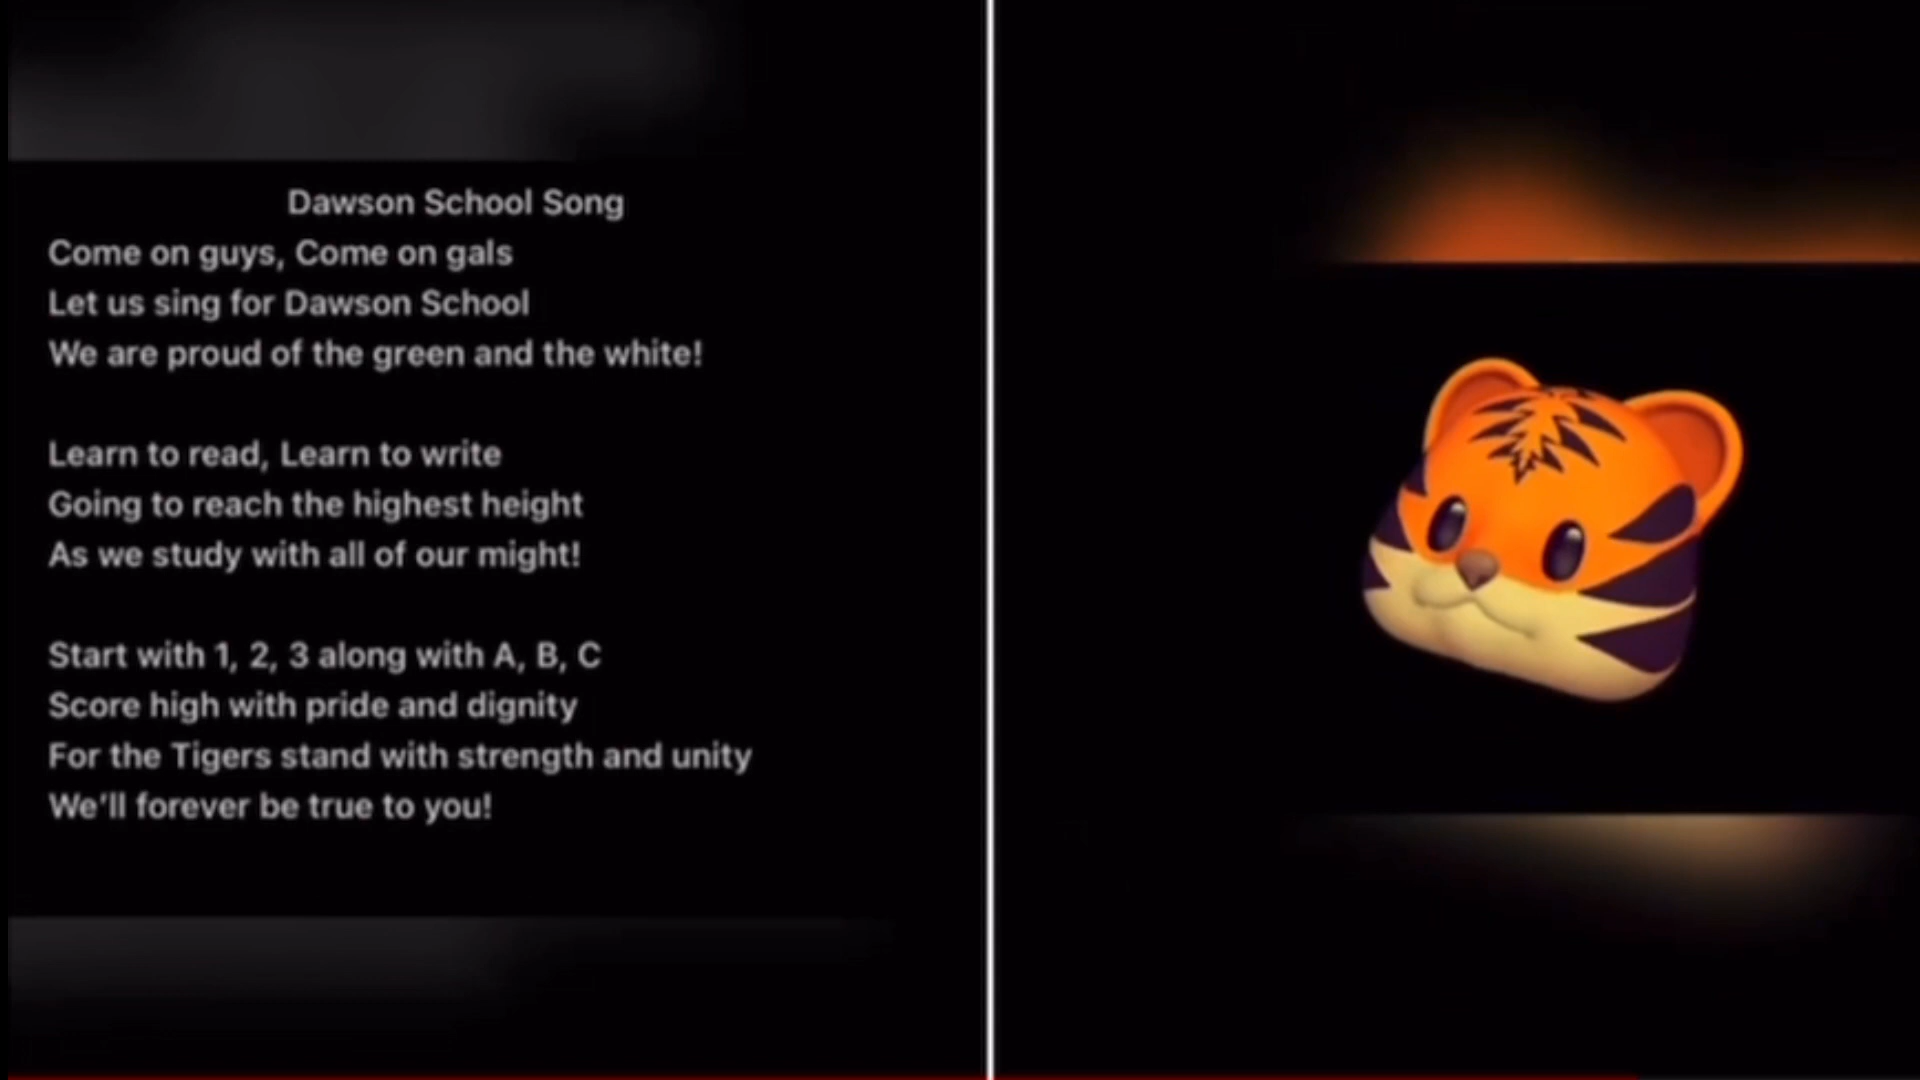 Dawson School Song
Come on guys, Come on gals
Let us sing for Dawson School
We are proud of the green and the white!
Learn to read, Learn to write
Going to reach the highest height
As we study with all of our might!
Start with 1, 2, 3 along with A, B, C
Score high with pride and dignity
For the Tigers stand with strength and unity
We'll forever be true to you!